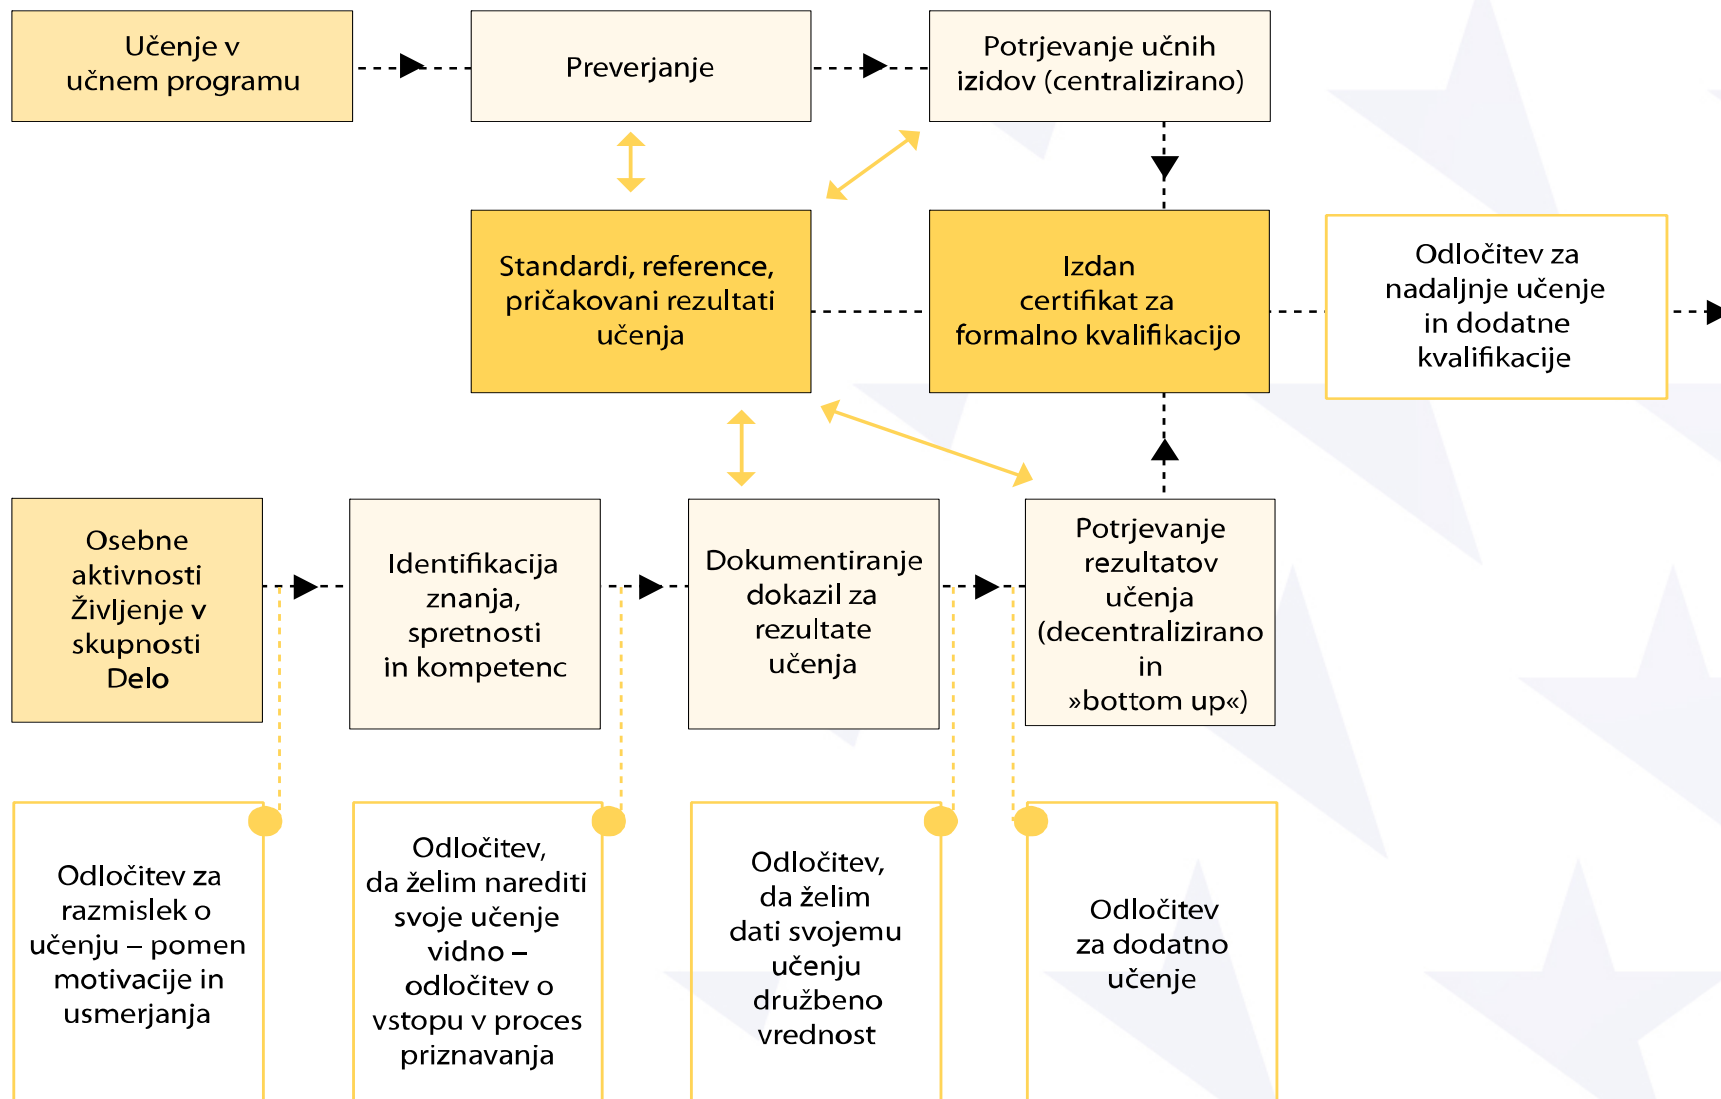 Učenje v
učnem programu
Preverjanje
Potrjevanje učnih
izidov (centralizirano)
Standardi, reference,
pričakovani rezultati
učenja
Izdan
certifikat za
formalno kvalifikacijo
Odločitev za
nadaljnje učenje
in dodatne
kvalifikacije
Osebne
aktivnosti
Življenje v
skupnosti
Delo
Identifikacija
znanja,
spretnosti
in kompetenc
Dokumentiranje
dokazil za
rezultate
učenja
Potrjevanje
rezultatov
učenja
(decentralizirano
in
»bottom up«)
Odločitev za
razmislek o
učenju – pomen
motivacije in
usmerjanja
Odločitev,
da želim narediti
svoje učenje
vidno –
odločitev o
vstopu v proces
priznavanja
Odločitev,
da želim
dati svojemu
učenju
družbeno
vrednost
Odločitev
za dodatno
učenje